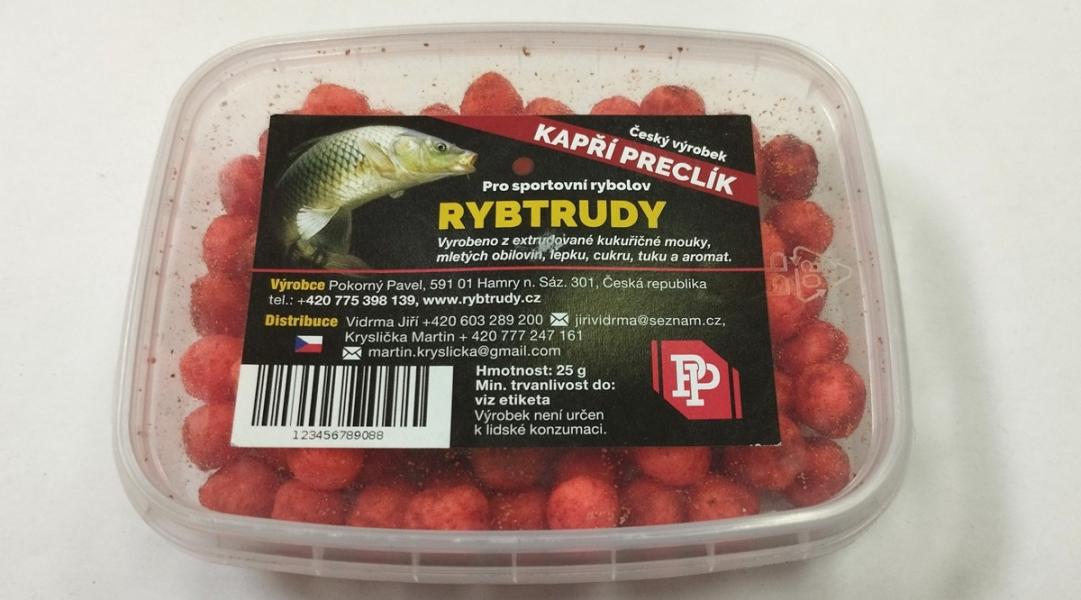 Český výrobek
KAPŘÍ PRECLÍK
Pro sportovní rybolov
RYBTRUDY
Vyrobeno z extrudované kukuřičné mouky,
mletých obilovin, lepku, cukru, tuku a aromat.
Výrobce Pokorný Pavel, 591 01 Hamry n. Sáz. 301, Česká republika
tel.: +420 775 398 139, www.rybtrudy.cz
Distribuce Vidrma Jiří +420 603 289 200 jirividrma@seznam.cz,
Kryslička Martin + 420 777 247 161
martin.kryslicka@gmail.com
Hmotnost: 25 g
Min. trvanlivost do:
viz etiketa
Výrobek není určen
k lidské konzumaci.
PP
123456789088